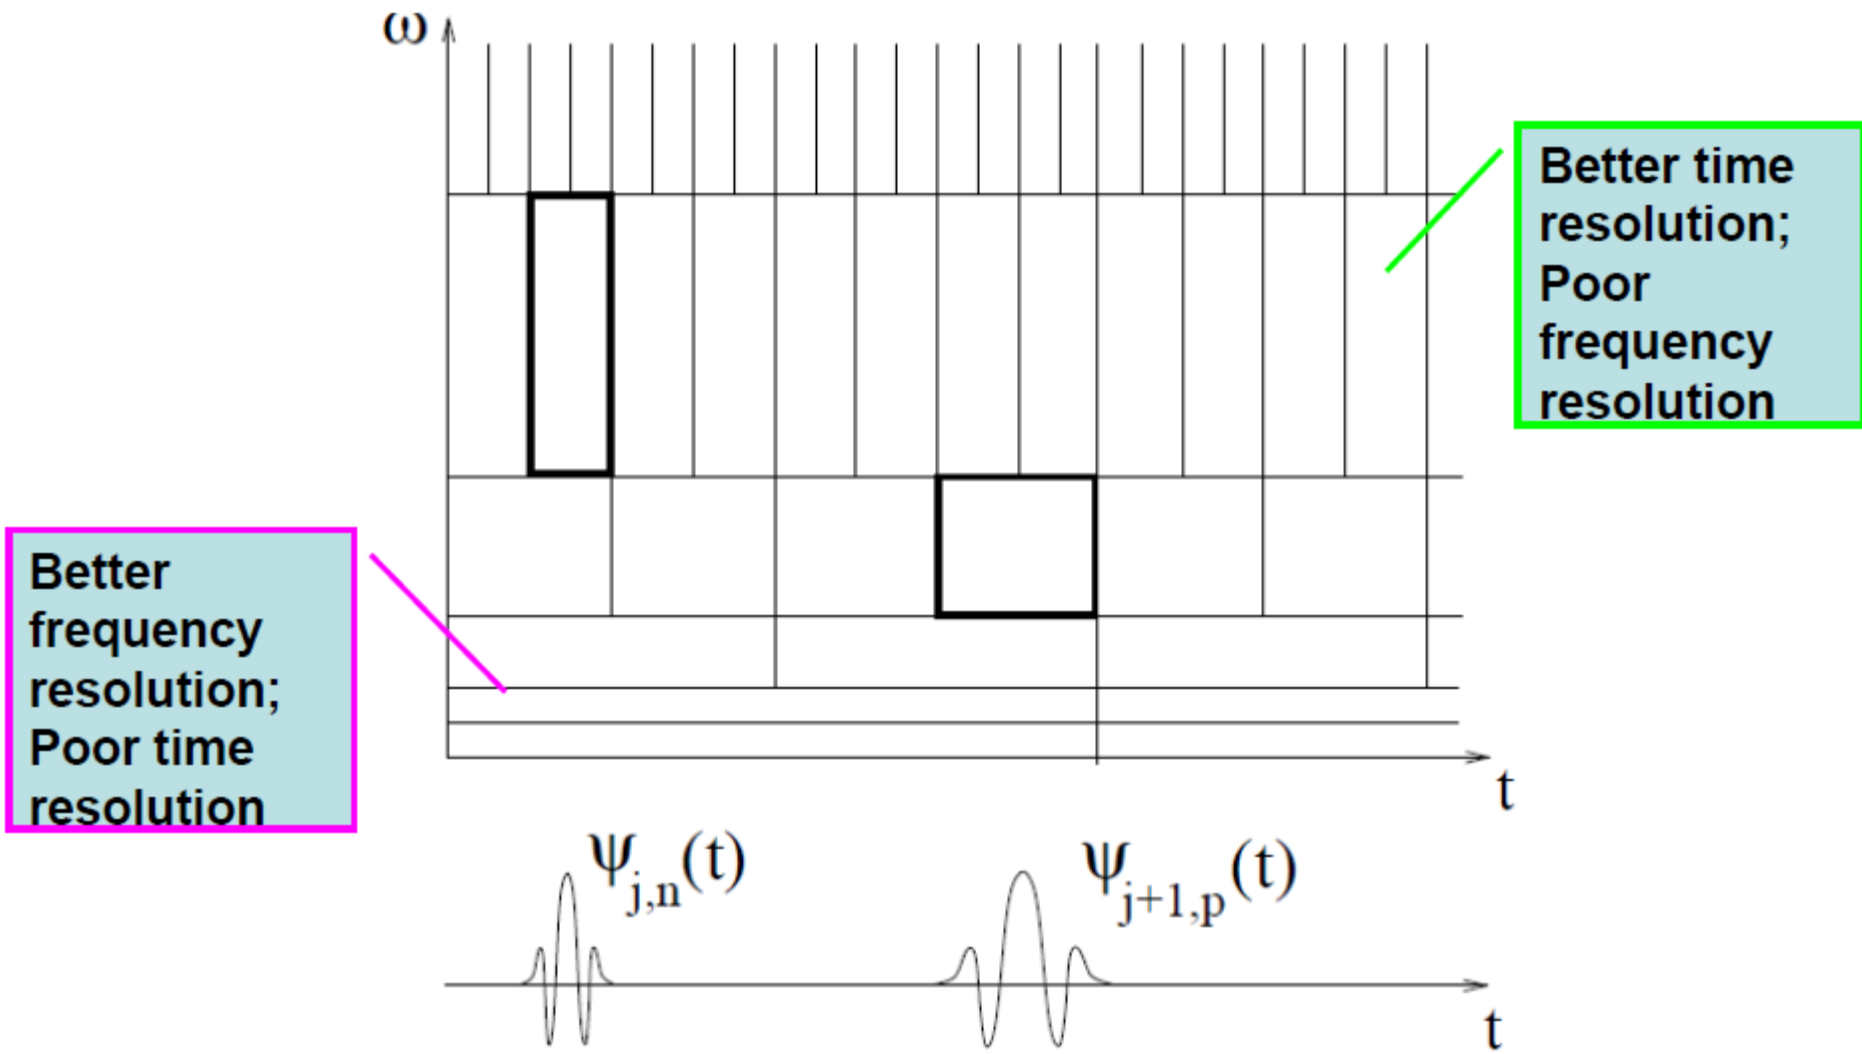 ω
Better time
resolution;
Poor
frequency
resolution
Better
frequency
resolution;
Poor time
resolution
t
ψj,n(t)
ψj+1,p(t)
t